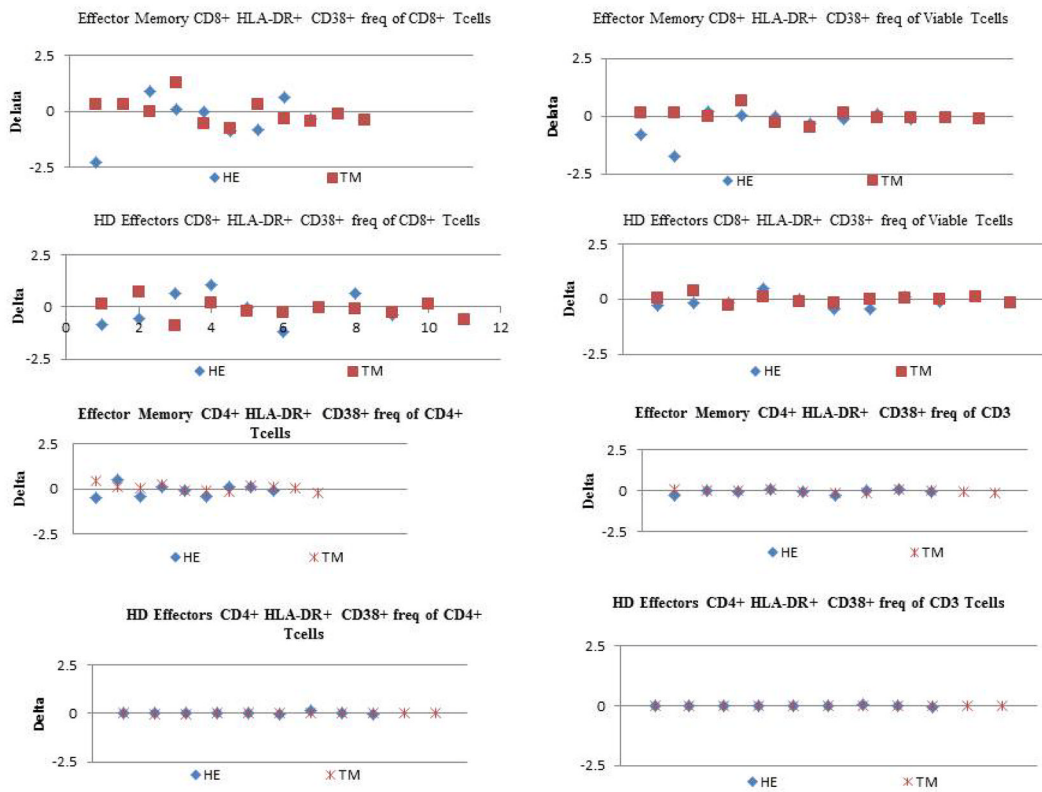 Effector Memory CD8+ HLA-DR+ CD38+ freq of CD8+ Tcells
2.5
0
-2.5
Delata
HE
TM
Effector Memory CD8+ HLA-DR+ CD38+ freq of Viable Tcells
2.5
0
-2.5
Delta
HE
TM
HD Effectors CD8+ HLA-DR+ CD38+ freq of CD8+ Tcells
2.5
0
-2.5
Delta
0 2 4 6 8 10 12
HE
TM
HD Effectors CD8+ HLA-DR+ CD38+ freq of Viable Tcells
2.5
0
-2.5
Delta
HE
TM
Effector Memory CD4+ HLA-DR+ CD38+ freq of CD4+
Tcells
2.5
0
-2.5
Delta
HE
TM
Effector Memory CD4+ HLA-DR+ CD38+ freq of CD3
2.5
0
-2.5
Delta
HE
TM
HD Effectors CD4+ HLA-DR+ CD38+ freq of CD4+
Tcells
2.5
0
-2.5
Delta
HE
TM
HD Effectors CD4+ HLA-DR+ CD38+ freq of CD3 Tcells
2.5
0
-2.5
Delta
HE
TM